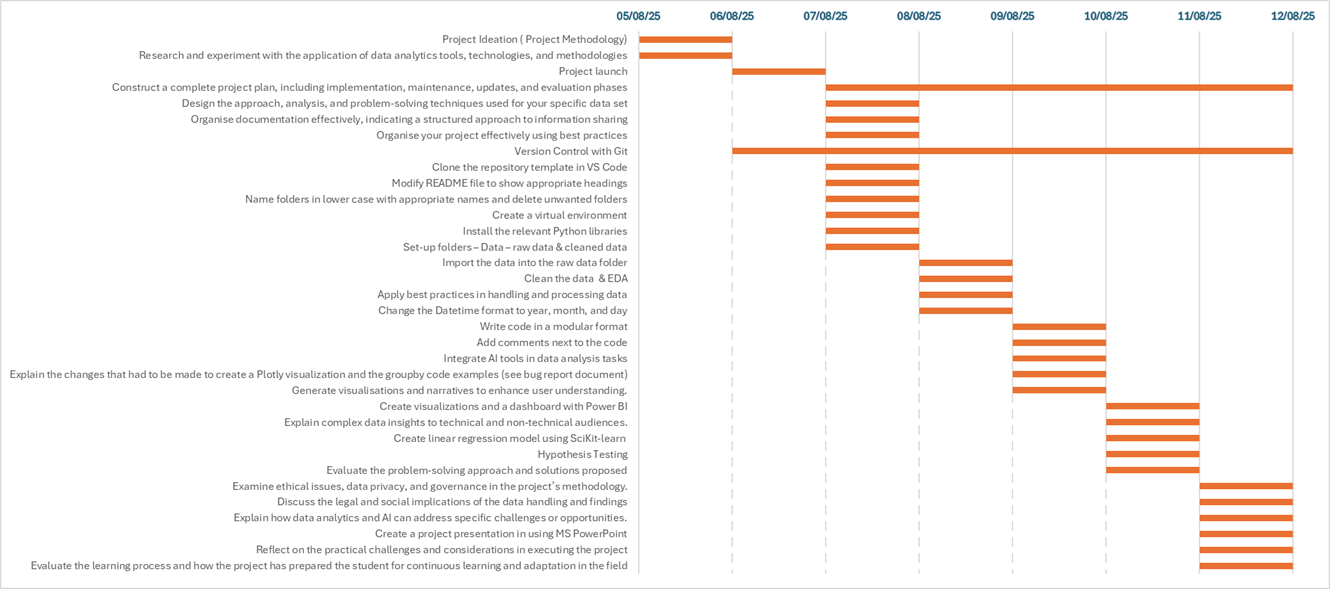 05/08/25 06/08/25 07/08/25 08/08/25 09/08/25 10/08/25 11/08/25 12/08/25
Project Ideation ( Project Methodology)
Research and experiment with the application of data analytics tools, technologies, and methodologies
Project launch
Construct a complete project plan, including implementation, maintenance, updates, and evaluation phases
Design the approach, analysis, and problem-solving techniques used for your specific data set
Organise documentation effectively, indicating a structured approach to information sharing
Organise your project effectively using best practices
Version Control with Git
Clone the repository template in VS Code
Modify README file to show appropriate headings
Name folders in lower case with appropriate names and delete unwanted folders
Create a virtual environment
Install the relevant Python libraries
Set-up folders – Data – raw data & cleaned data
Import the data into the raw data folder
Clean the data & EDA
Apply best practices in handling and processing data
Change the Datetime format to year, month, and day
Write code in a modular format
Add comments next to the code
Integrate AI tools in data analysis tasks
Explain the changes that had to be made to create a Plotly visualization and the groupby code examples (see bug report document)
Generate visualisations and narratives to enhance user understanding.
Create visualizations and a dashboard with Power BI
Explain complex data insights to technical and non-technical audiences.
Create linear regression model using SciKit-learn
Hypothesis Testing
Evaluate the problem-solving approach and solutions proposed
Examine ethical issues, data privacy, and governance in the project's methodology.
Discuss the legal and social implications of the data handling and findings
Explain how data analytics and AI can address specific challenges or opportunities.
Create a project presentation in using MS PowerPoint
Reflect on the practical challenges and considerations in executing the project
Evaluate the learning process and how the project has prepared the student for continuous learning and adaptation in the field